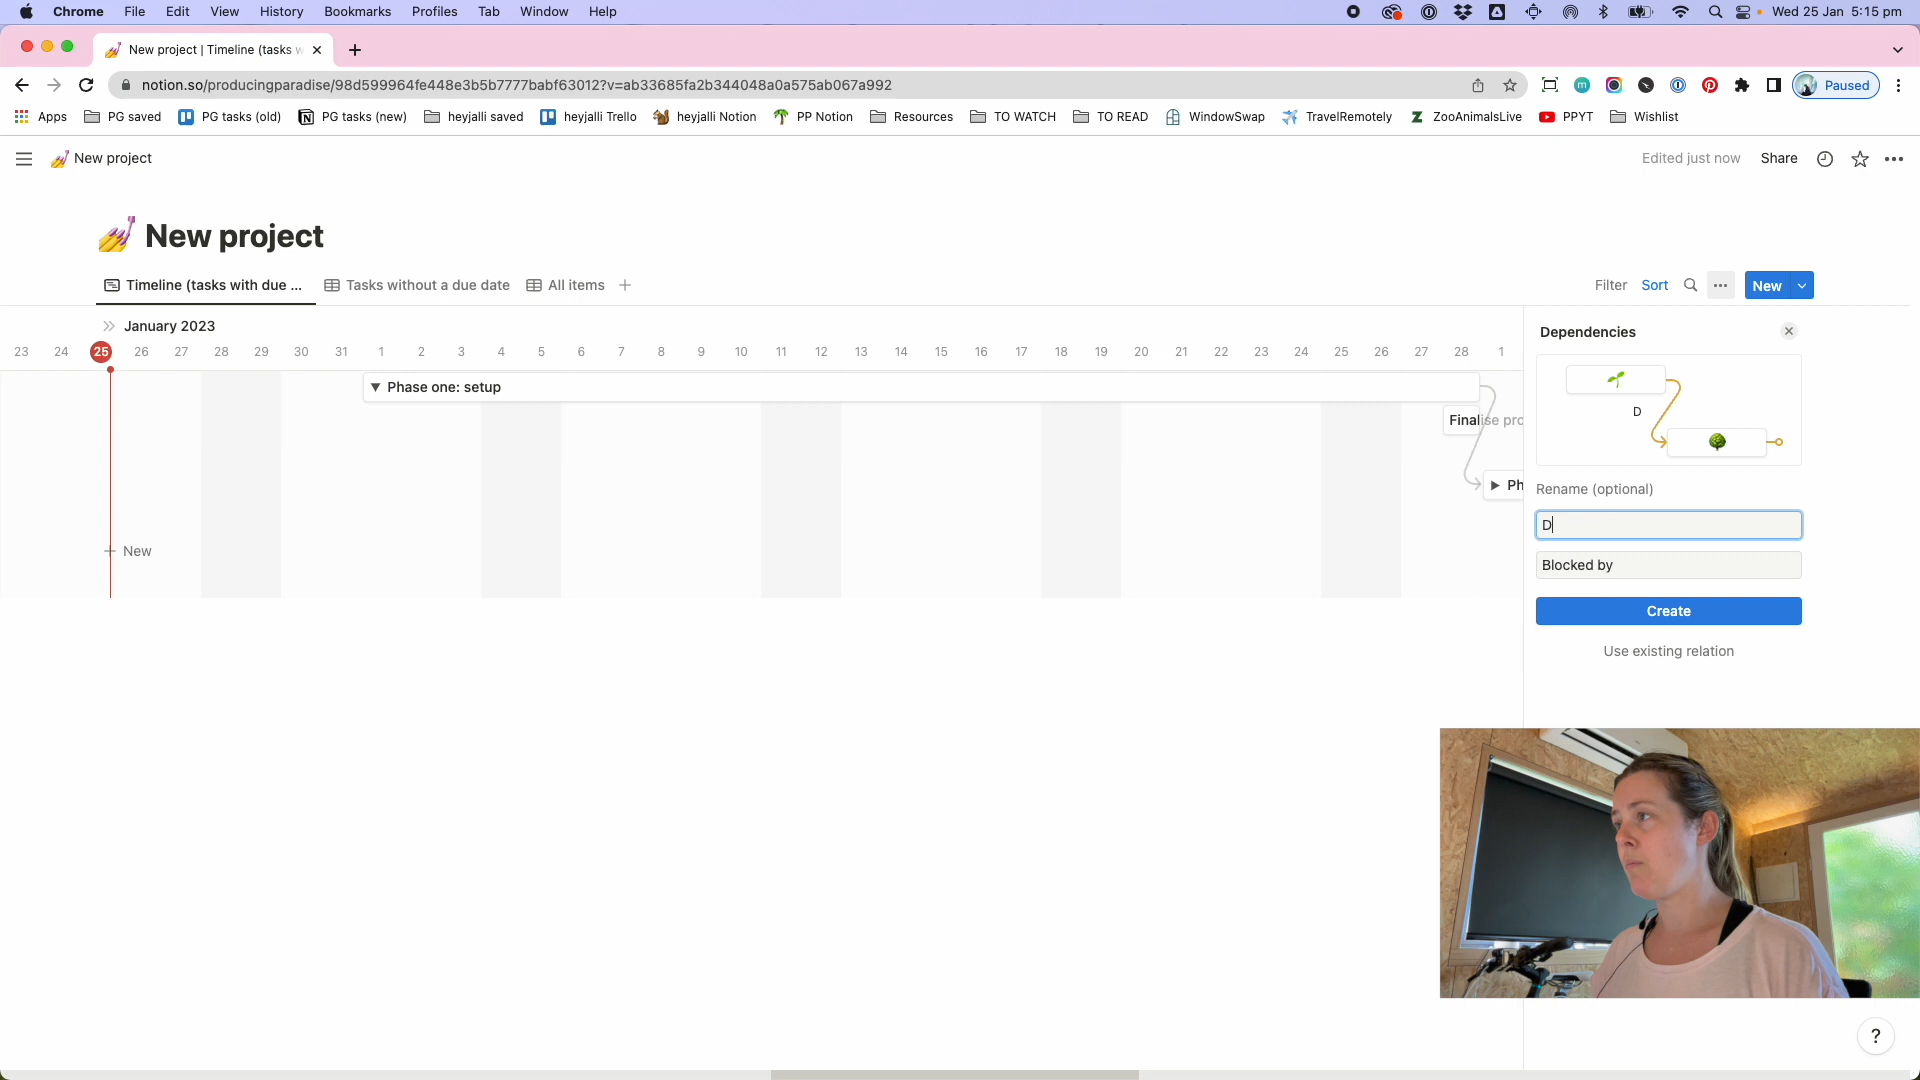 Chrome File Edit View History Bookmarks Profiles Tab Window Help Wed 25 Jan 5:15 pm
New project | Timeline (tasks w
notion.so/producingparadise/98d599964fe448e3b5b7777babf63012?v=ab33685fa2b344048a0a575ab067a992 Paused
Apps PG saved PG tasks (old) PG tasks (new) heyjalli saved heyjalli Trello heyjalli Notion PP Notion Resources TO WATCH TO READ WindowSwap TravelRemotely ZooAnimalsLive PPYT Wishlist
New project Edited just now Share
New project
Timeline (tasks with due ... Tasks without a due date All items Filter Sort New
January 2023
23 24 25 26 27 28 29 30 31 1 2 3 4 5 6 7 8 9 10 11 12 13 14 15 16 17 18 19 20 21 22 23 24 25 26 27 28 1
Phase one: setup
Finalise pro
Ph
New
Dependencies
D
Rename (optional)
D
Blocked by
Create
Use existing relation
?